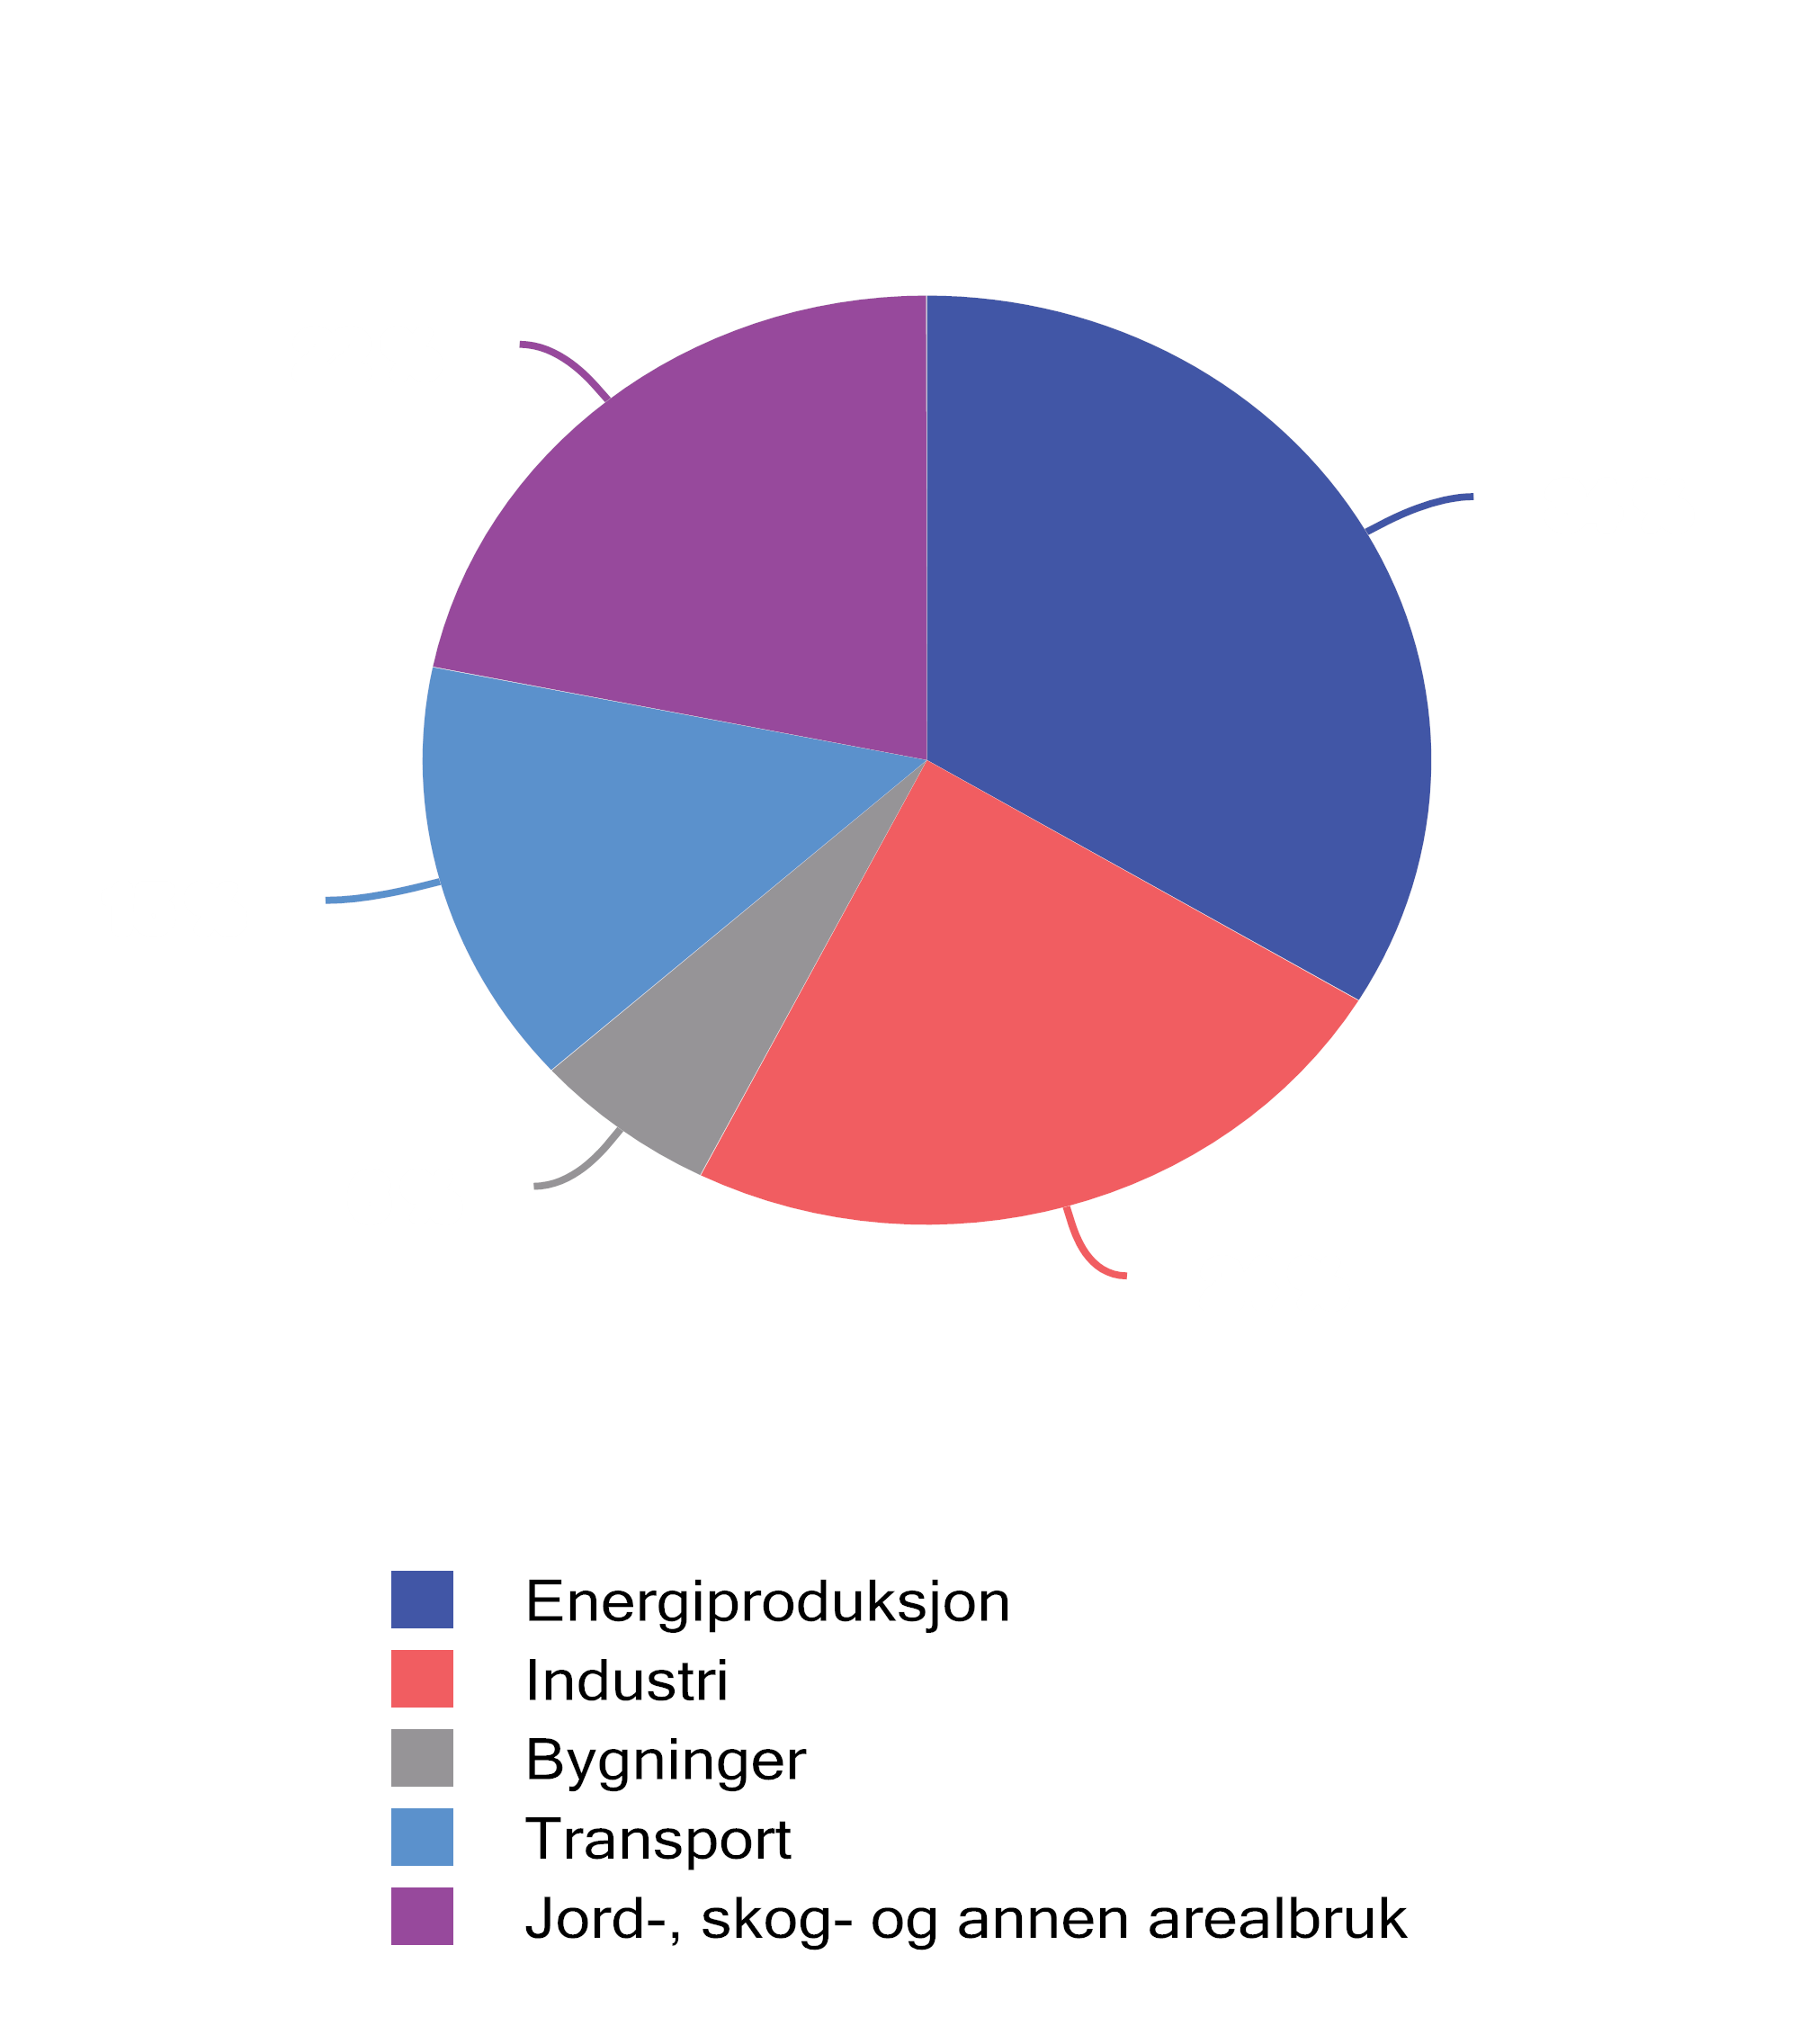 Energiproduksjon
Industri
Bygninger
Transport
Jord-, skog- og annen arealbruk